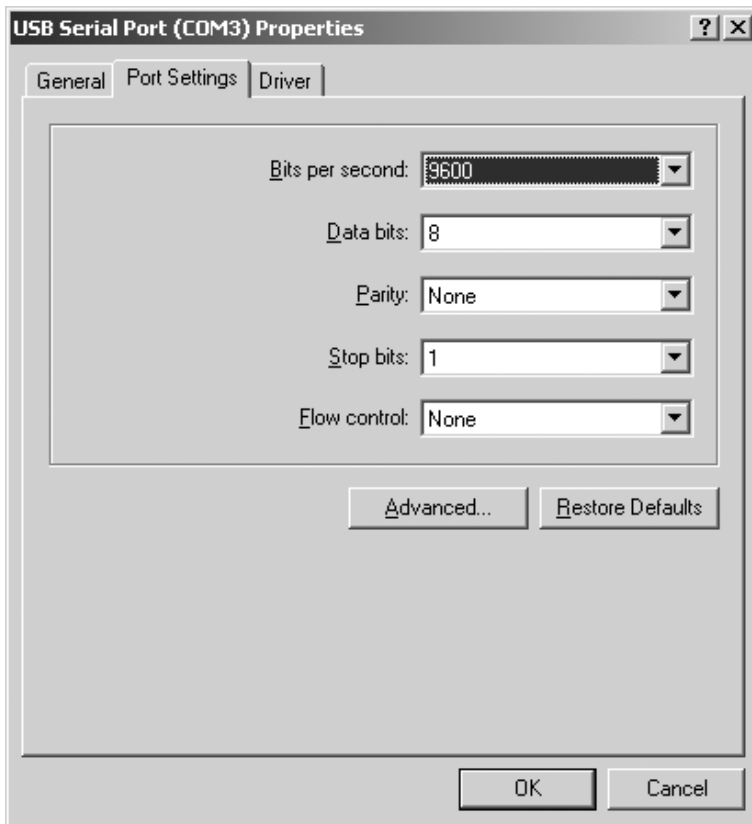 USB Serial Port (COM3) Properties
General Port Settings Driver
Bits per second: 9600
Data bits: 8
Parity: None
Stop bits: 1
Flow control: None
Advanced... Restore Defaults
OK Cancel